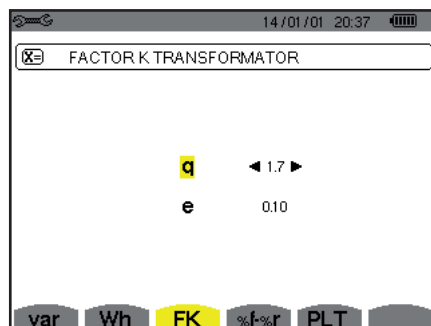 14/01/01 20:37
X= FACTOR K TRANSFORMATOR
q ◄ 1.7 ►
e 0.10
var Wh FK %f-%r PLT